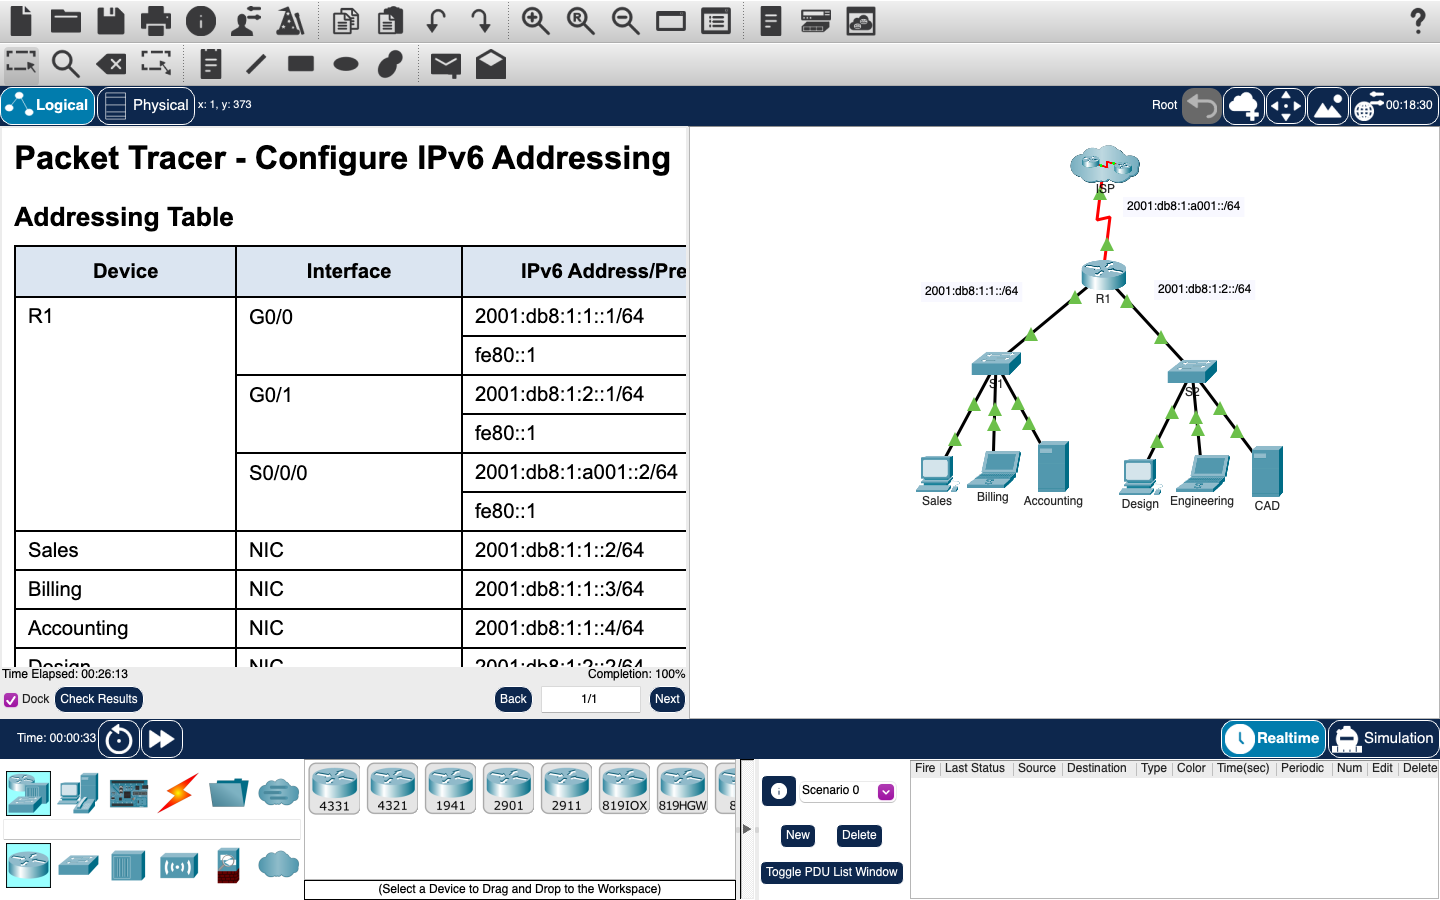 Logical
Physical
x: 1, y: 373
Root
00:18:30
Packet Tracer - Configure IPv6 Addressing
Addressing Table
Device Interface IPv6 Address/Pre
R1 G0/0 2001:db8:1:1::1/64
fe80::1
G0/1 2001:db8:1:2::1/64
fe80::1
S0/0/0 2001:db8:1:a001::2/64
fe80::1
Sales NIC 2001:db8:1:1::2/64
Billing NIC 2001:db8:1:1::3/64
Accounting NIC 2001:db8:1:1::4/64
Design NIC 2001:db8:1:2::2/64
Time Elapsed: 00:26:13 Completion: 100%
Dock Check Results Back 1/1 Next
ISP
2001:db8:1:a001::/64
2001:db8:1:1::/64
2001:db8:1:2::/64
R1
S1
S2
Sales
Billing
Accounting
Design
Engineering
CAD
Time: 00:00:33
Realtime
Simulation
4331 4321 1941 2901 2911 819IOX 819HGW 8
(Select a Device to Drag and Drop to the Workspace)
Scenario 0
New Delete
Toggle PDU List Window
Fire Last Status Source Destination Type Color Time(sec) Periodic Num Edit Delete